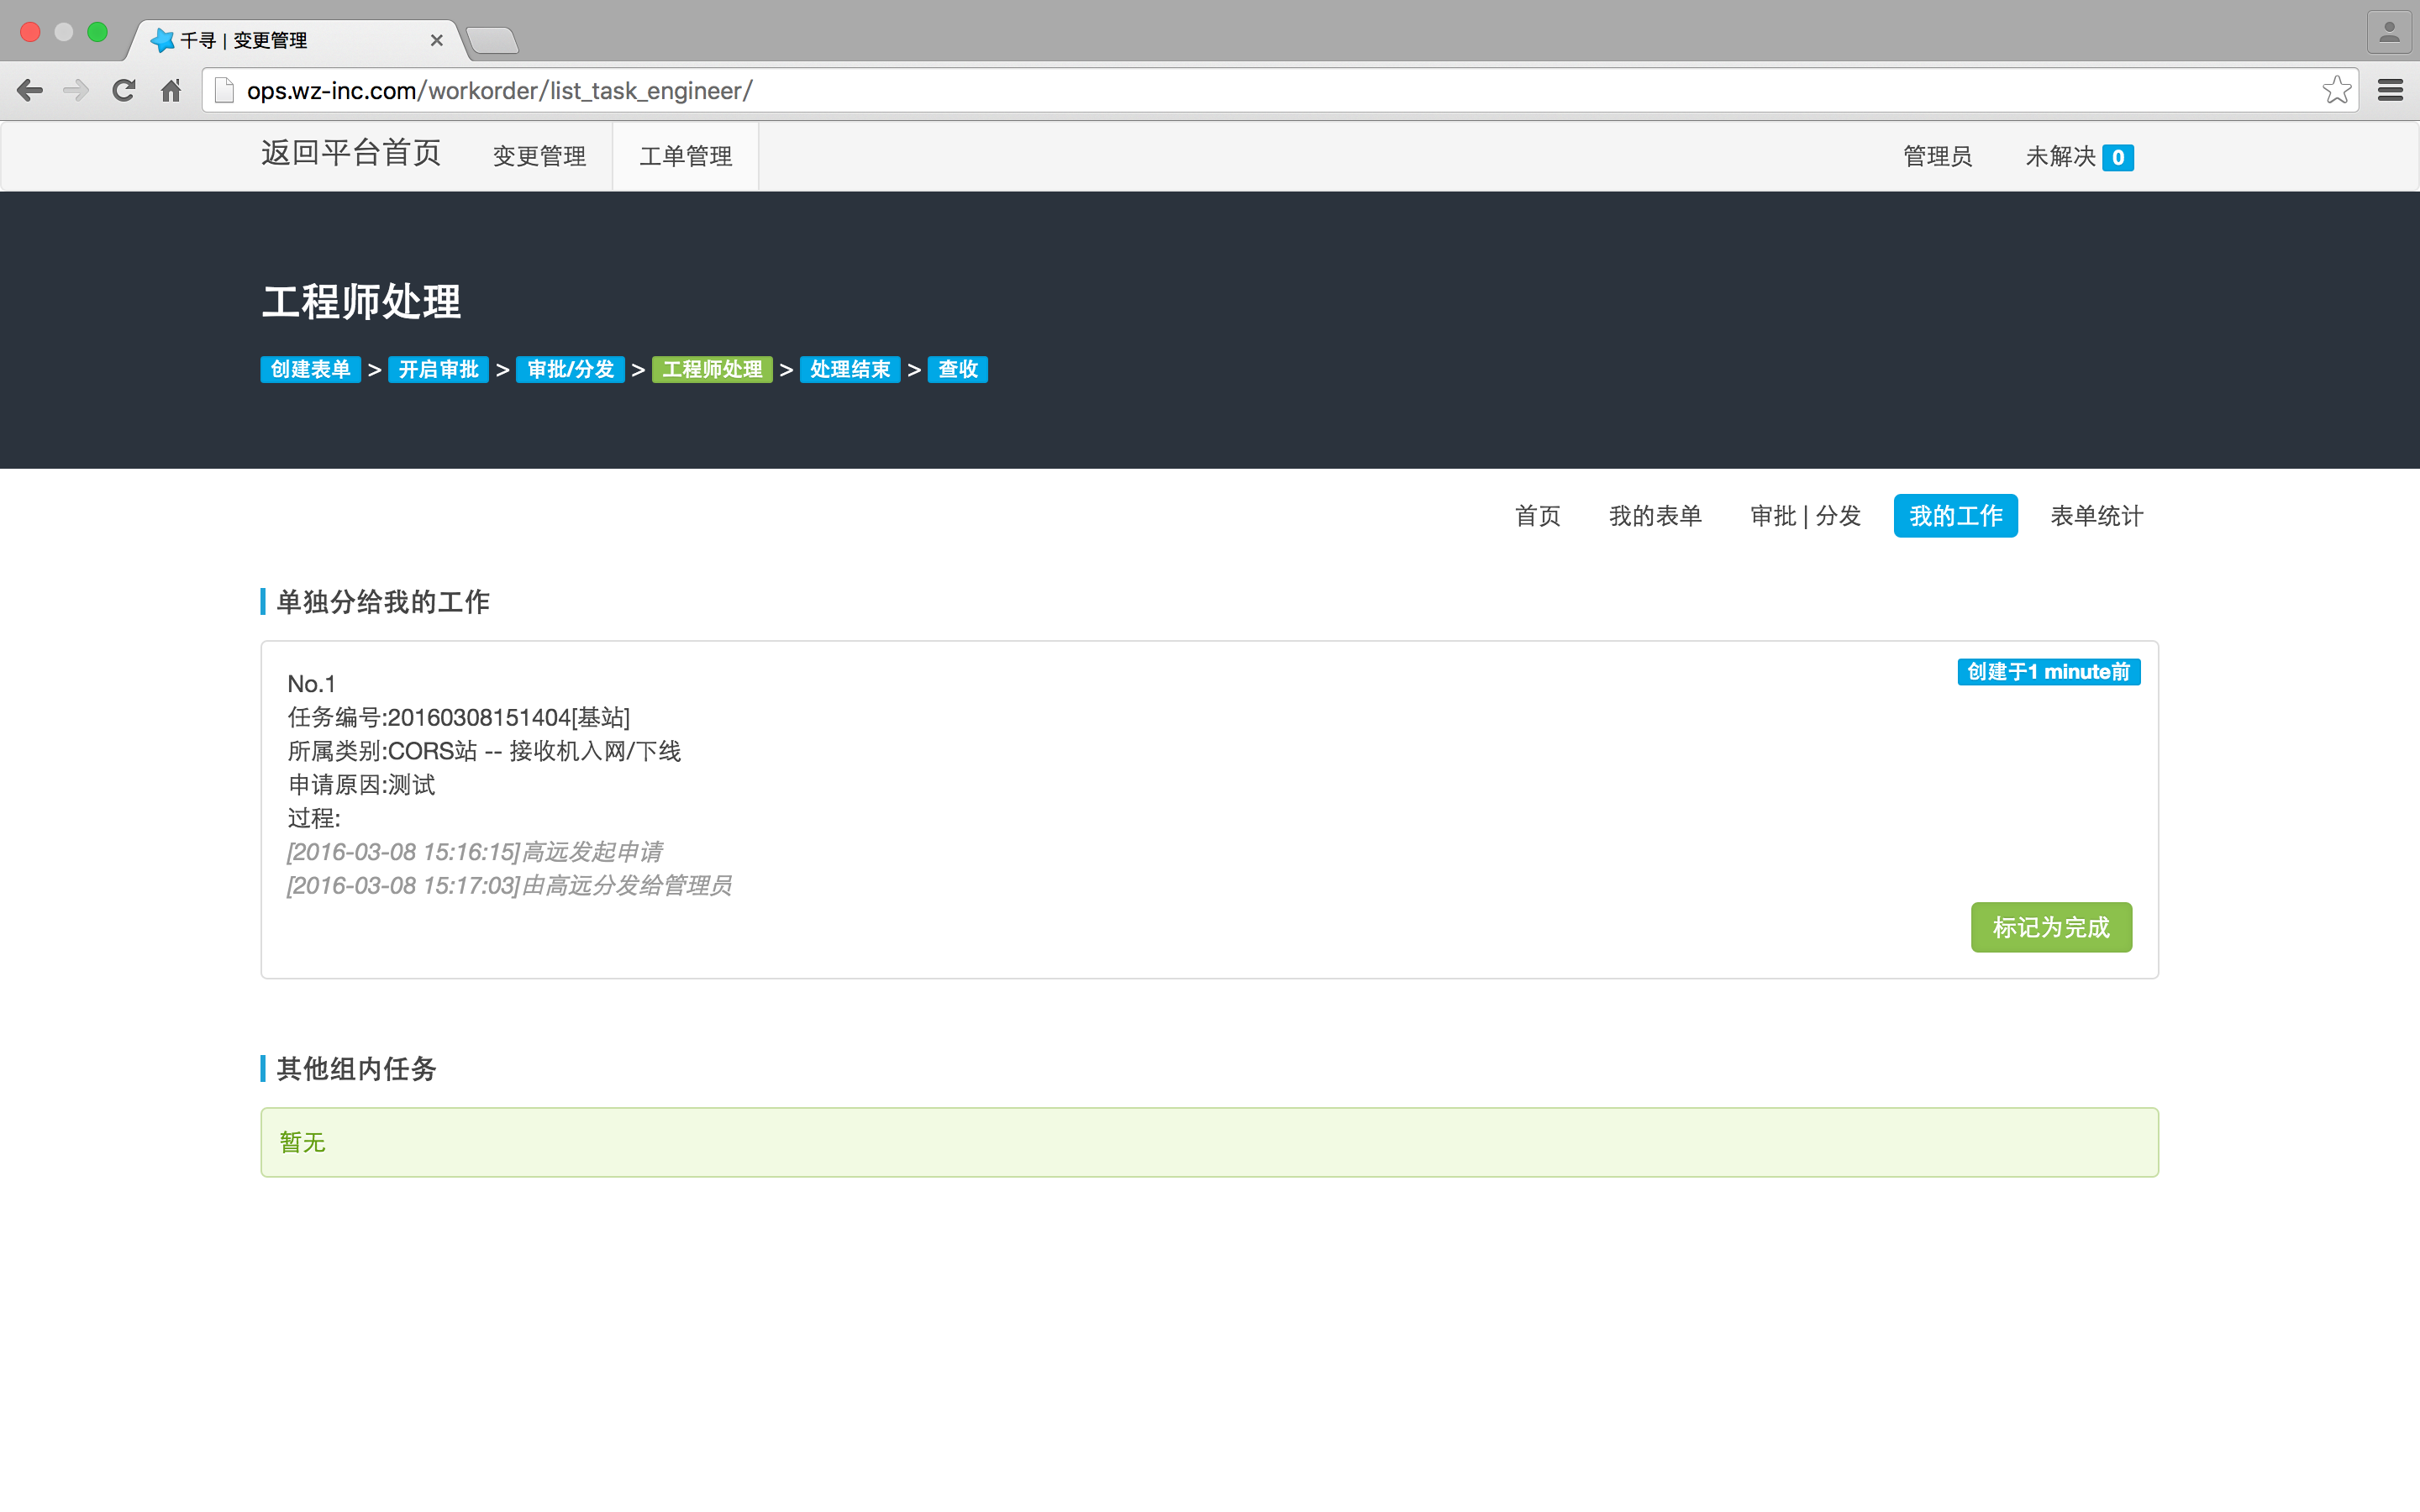 千寻 | 变更管理
ops.wz-inc.com/workorder/list_task_engineer/
返回平台首页 变更管理 工单管理 管理员 未解决 0
工程师处理
创建表单 > 开启审批 > 审批/分发 > 工程师处理 > 处理结束 > 查收
首页 我的表单 审批 | 分发 我的工作 表单统计
单独分给我的工作
创建于1 minute前
No.1
任务编号:20160308151404[基站]
所属类别:CORS站 -- 接收机入网/下线
申请原因:测试
过程:
[2016-03-08 15:16:15]高远发起申请
[2016-03-08 15:17:03]由高远分发给管理员
标记为完成
其他组内任务
暂无